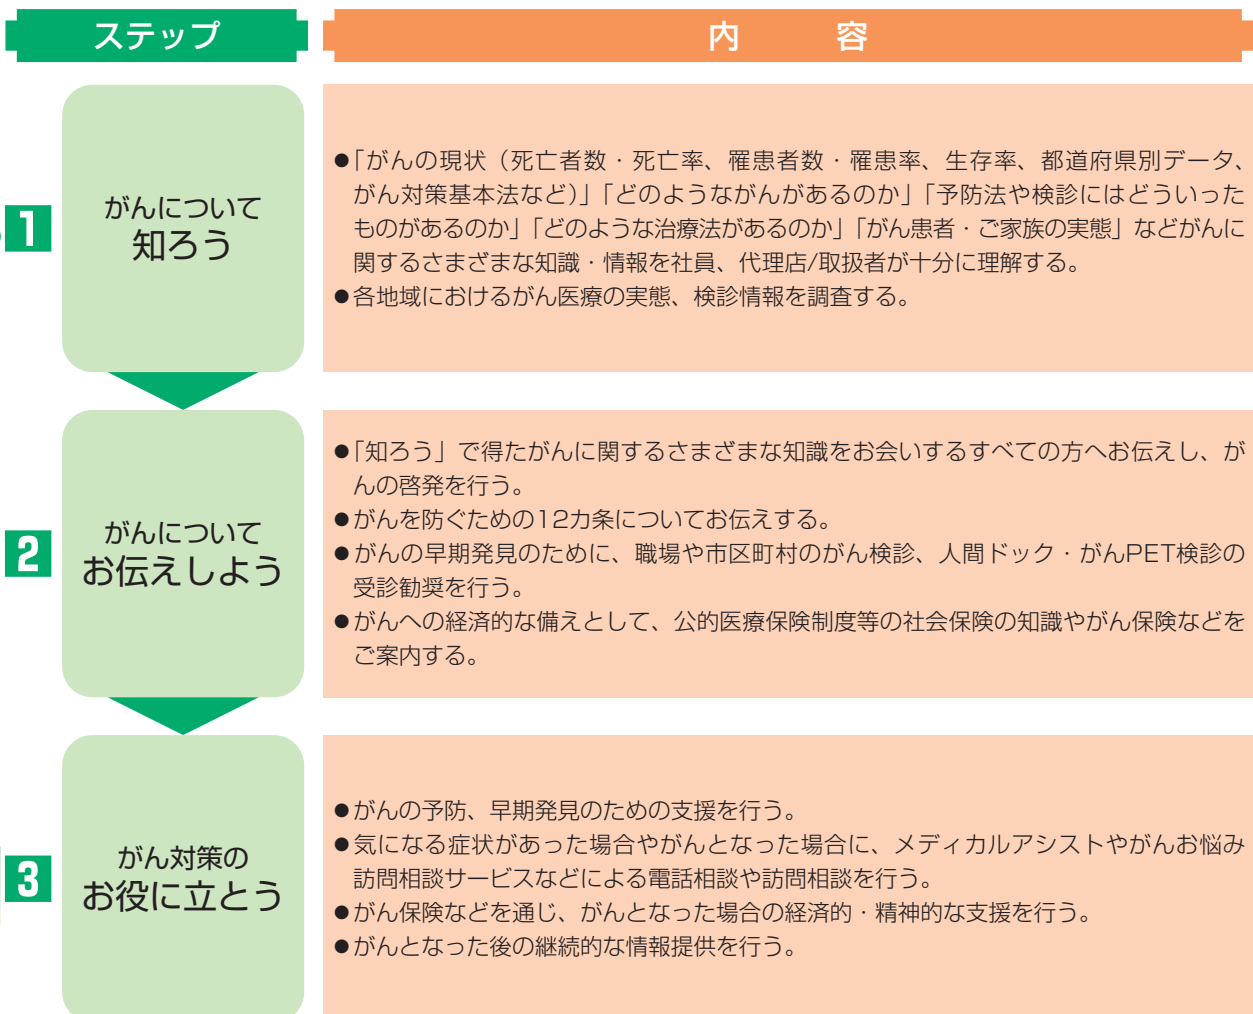 ステップ
内容
1
がんについて
知ろう
●「がんの現状（死亡者数・死亡率、罹患者数・罹患率、生存率、都道府県別データ、
がん対策基本法など）」「どのようながんがあるのか」「予防法や検診にはどういった
ものがあるのか」「どのような治療法があるのか」「がん患者・ご家族の実態」などがんに
関するさまざまな知識・情報を社員、代理店/取扱者が十分に理解する。
●各地域におけるがん医療の実態、検診情報を調査する。
2
がんについて
お伝えしよう
●「知ろう」で得たがんに関するさまざまな知識をお会いするすべての方へお伝えし、が
んの啓発を行う。
●がんを防ぐための12カ条についてお伝えする。
●がんの早期発見のために、職場や市区町村のがん検診、人間ドック・がんPET検診の
受診勧奨を行う。
●がんへの経済的な備えとして、公的医療保険制度等の社会保険の知識やがん保険などを
ご案内する。
3
がん対策の
お役に立とう
●がんの予防、早期発見のための支援を行う。
●気になる症状があった場合やがんとなった場合に、メディカルアシストやがんお悩み
訪問相談サービスなどによる電話相談や訪問相談を行う。
●がん保険などを通じ、がんとなった場合の経済的・精神的な支援を行う。
●がんとなった後の継続的な情報提供を行う。